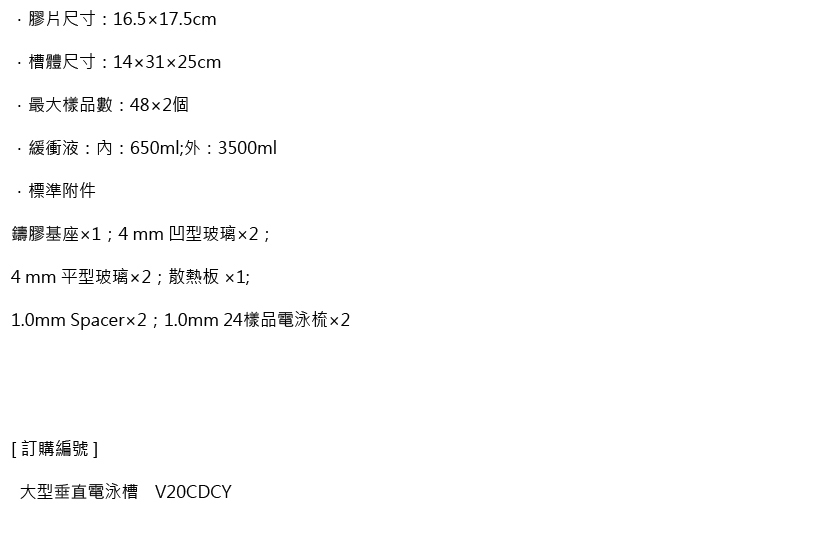 ．膠片尺寸：16.5×17.5cm
．槽體尺寸：14×31×25cm
．最大樣品數：48×2個
．緩衝液：內：650ml;外：3500ml
．標準附件
鑄膠基座×1；4 mm 凹型玻璃×2；
4 mm 平型玻璃×2；散熱板 ×1;
1.0mm Spacer×2；1.0mm 24樣品電泳梳×2
[ 訂購編號 ]
大型垂直電泳槽　V20CDCY